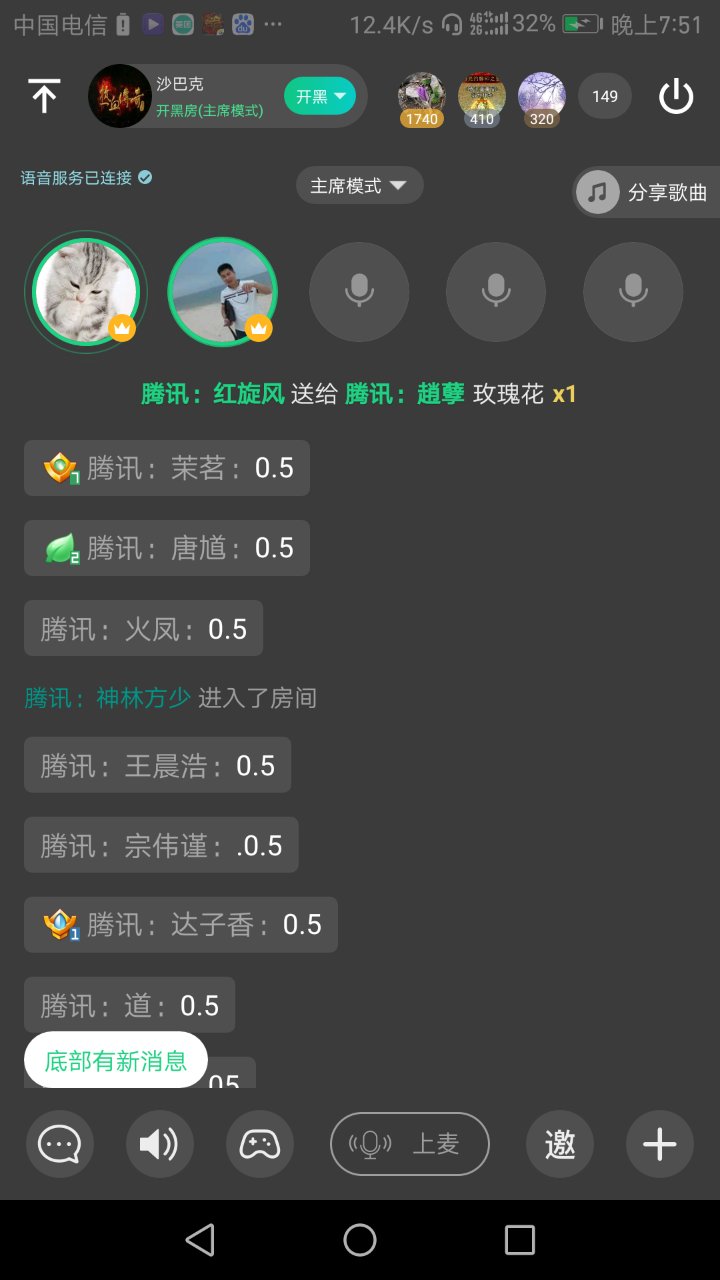 中国电信 12.4K/s 4G 2G 32% 晚上7:51
沙巴克
开黑房(主席模式)
开黑
1740 410 320 149
语音服务已连接
主席模式
分享歌曲
腾讯：红旋风 送给 腾讯：趙孽 玫瑰花 x1
1 腾讯：茉茗：0.5
2 腾讯：唐馗：0.5
腾讯：火凤：0.5
腾讯：神林方少 进入了房间
腾讯：王晨浩：0.5
腾讯：宗伟谨：.0.5
1 腾讯：达子香：0.5
腾讯：道：0.5
05
底部有新消息
上麦
邀